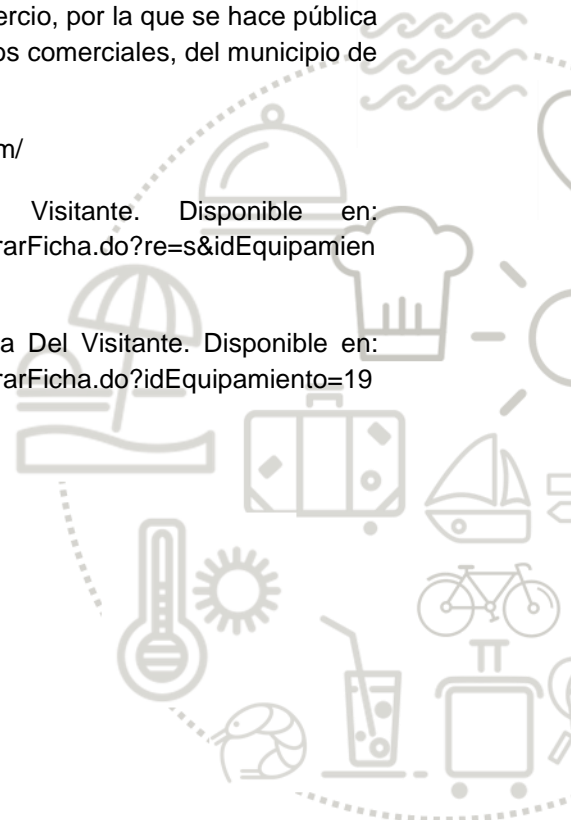 ercio, por la que se hace pública
os comerciales, del municipio de
m/
Visitante. Disponible en:
rarFicha.do?re=s&idEquipamien
a Del Visitante. Disponible en:
rarFicha.do?idEquipamiento=19